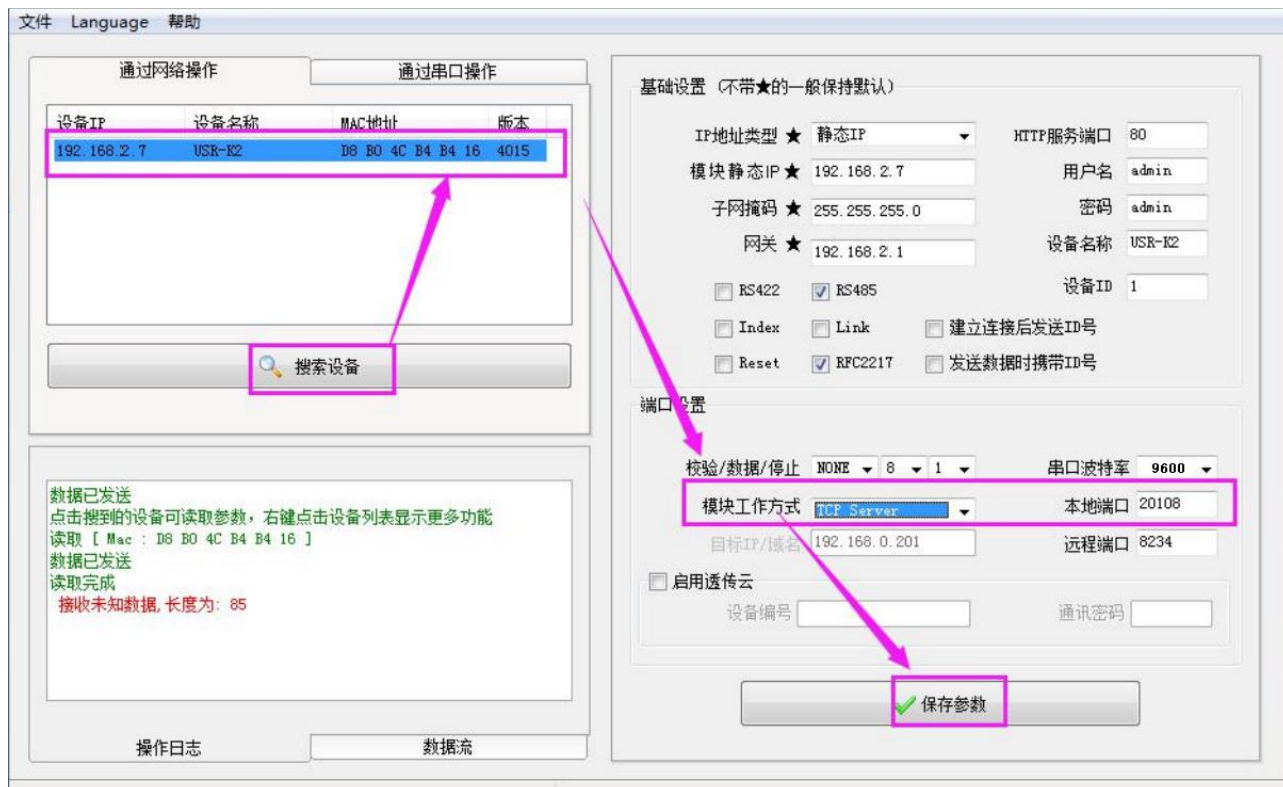 文件 Language 帮助
通过网络操作 通过串口操作
设备IP 设备名称 MAC地址 版本
192.168.2.7 USR-K2 D8 B0 4C B4 B4 16 4015
搜索设备
数据已发送
点击搜到的设备可读取参数，右键点击设备列表显示更多功能
读取 [ Mac : D8 B0 4C B4 B4 16 ]
数据已发送
读取完成
接收未知数据,长度为: 85
操作日志 数据流
基础设置 (不带★的一般保持默认)
IP地址类型 ★ 静态IP HTTP服务端口 80
模块静态IP ★ 192.168.2.7 用户名 admin
子网掩码 ★ 255.255.255.0 密码 admin
网关 ★ 192.168.2.1 设备名称 USR-K2
RS422 RS485 设备ID 1
Index Link 建立连接后发送ID号
Reset RFC2217 发送数据时携带ID号
端口设置
校验/数据/停止 NONE 8 1 串口波特率 9600
模块工作方式 TCP Server 本地端口 20108
目标IP/域名 192.168.0.201 远程端口 8234
启用透传云
设备编号 通讯密码
保存参数